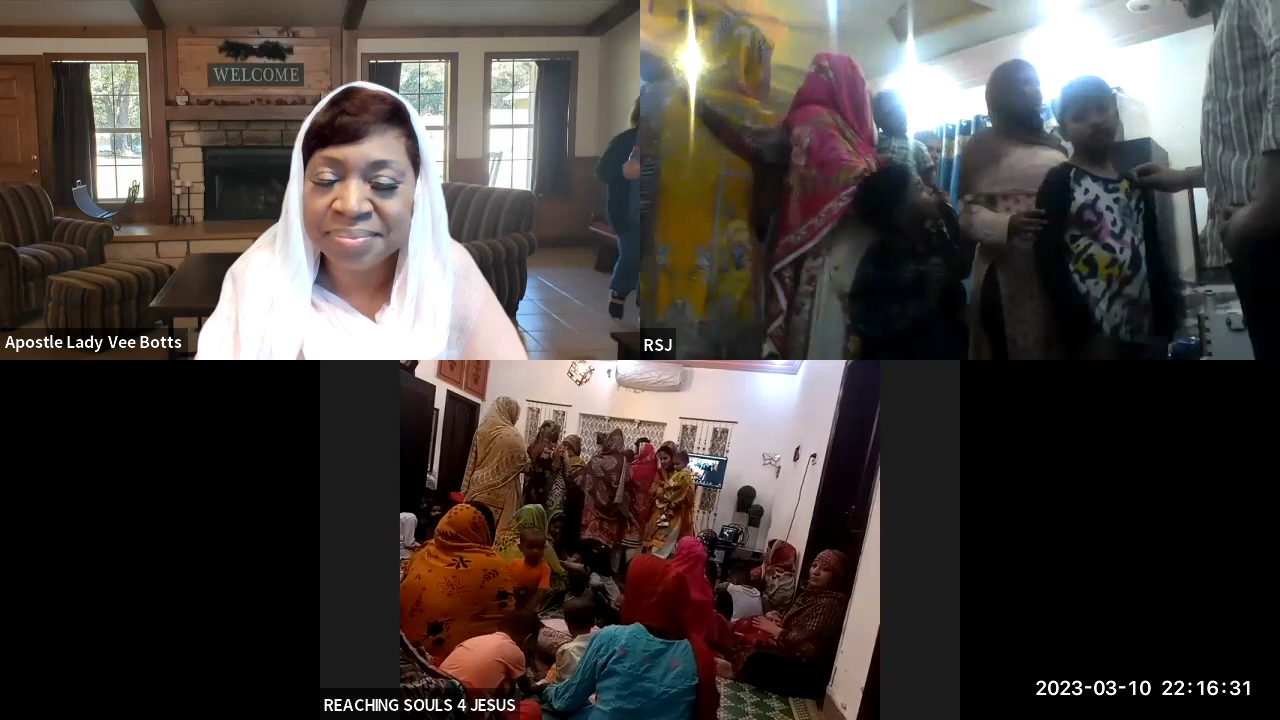 WELCOME
Apostle Lady Vee Botts
RSJ
REACHING SOULS 4 JESUS
2023-03-10 22:16:31